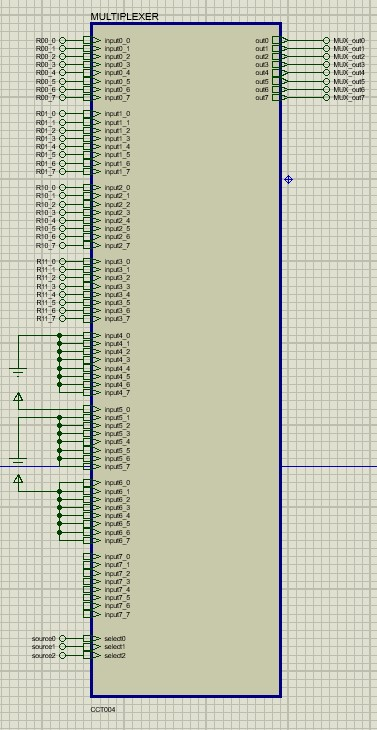 MULTIPLEXER
R00_0 input0_0 out0 MUX_out0
R00_1 input0_1 out1 MUX_out1
R00_2 input0_2 out2 MUX_out2
R00_3 input0_3 out3 MUX_out3
R00_4 input0_4 out4 MUX_out4
R00_5 input0_5 out5 MUX_out5
R00_6 input0_6 out6 MUX_out6
R00_7 input0_7 out7 MUX_out7
R01_0 input1_0
R01_1 input1_1
R01_2 input1_2
R01_3 input1_3
R01_4 input1_4
R01_5 input1_5
R01_6 input1_6
R01_7 input1_7
R10_0 input2_0
R10_1 input2_1
R10_2 input2_2
R10_3 input2_3
R10_4 input2_4
R10_5 input2_5
R10_6 input2_6
R10_7 input2_7
R11_0 input3_0
R11_1 input3_1
R11_2 input3_2
R11_3 input3_3
R11_4 input3_4
R11_5 input3_5
R11_6 input3_6
R11_7 input3_7
input4_0
input4_1
input4_2
input4_3
input4_4
input4_5
input4_6
input4_7
input5_0
input5_1
input5_2
input5_3
input5_4
input5_5
input5_6
input5_7
input6_0
input6_1
input6_2
input6_3
input6_4
input6_5
input6_6
input6_7
input7_0
input7_1
input7_2
input7_3
input7_4
input7_5
input7_6
input7_7
source0 select0
source1 select1
source2 select2
CCT004